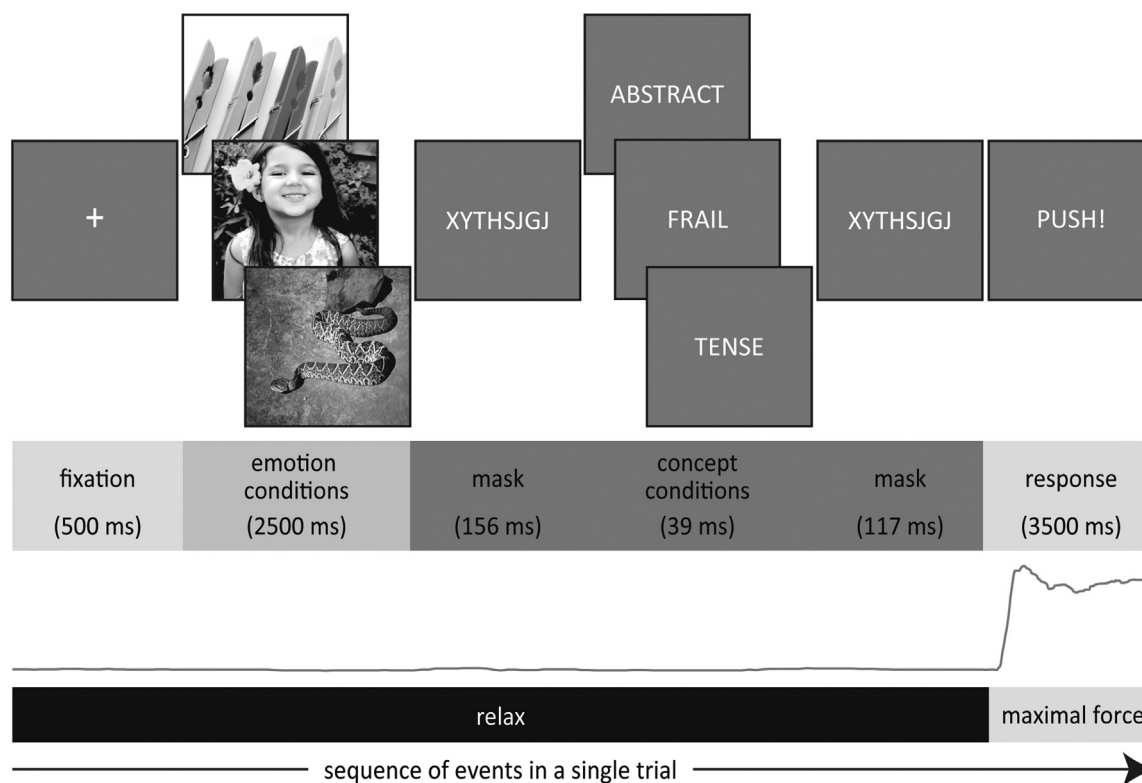 ABSTRACT
+
XYTHSJGJ
FRAIL
XYTHSJGJ
PUSH!
TENSE
fixation
(500 ms)
emotion
conditions
(2500 ms)
mask
(156 ms)
concept
conditions
(39 ms)
mask
(117 ms)
response
(3500 ms)
relax
maximal force
sequence of events in a single trial